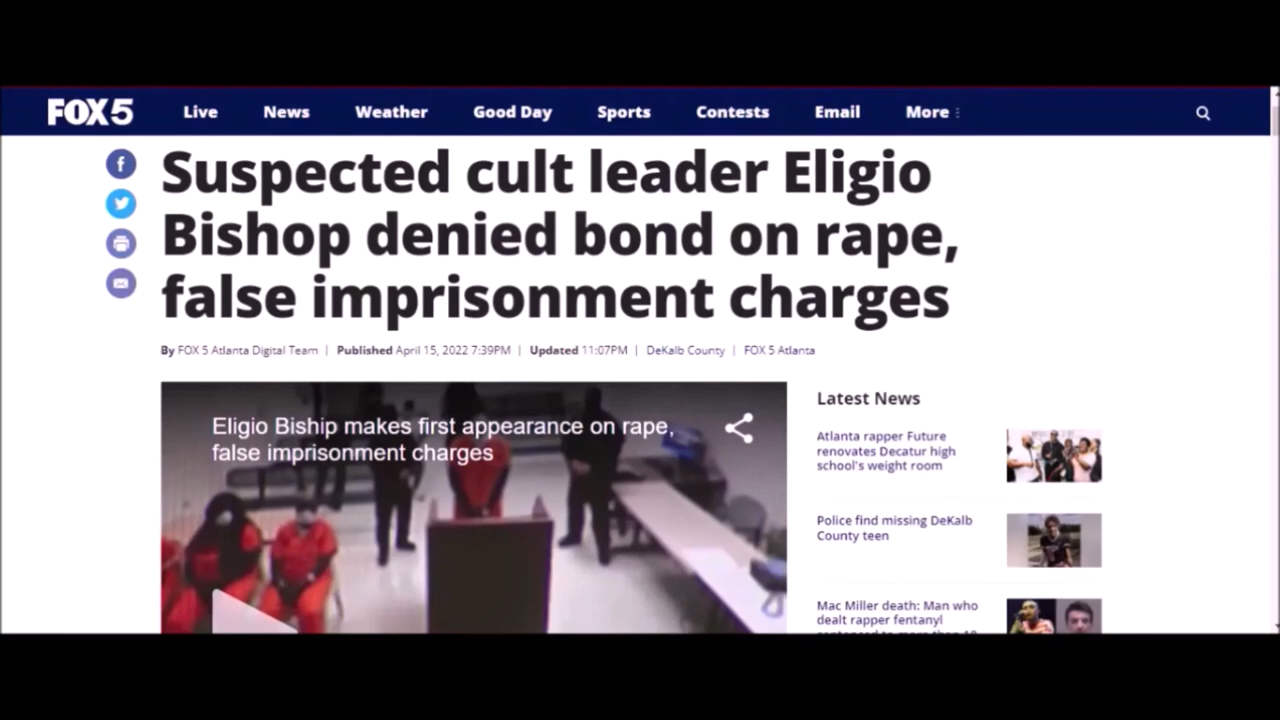 FOX 5 Live News Weather Good Day Sports Contests Email More
Suspected cult leader Eligio
Bishop denied bond on rape,
false imprisonment charges
By FOX 5 Atlanta Digital Team | Published April 15, 2022 7:39PM | Updated 11:07PM | DeKalb County | FOX 5 Atlanta
Eligio Biship makes first appearance on rape,
false imprisonment charges
Latest News
Atlanta rapper Future
renovates Decatur high
school's weight room
Police find missing DeKalb
County teen
Mac Miller death: Man who
dealt rapper fentanyl